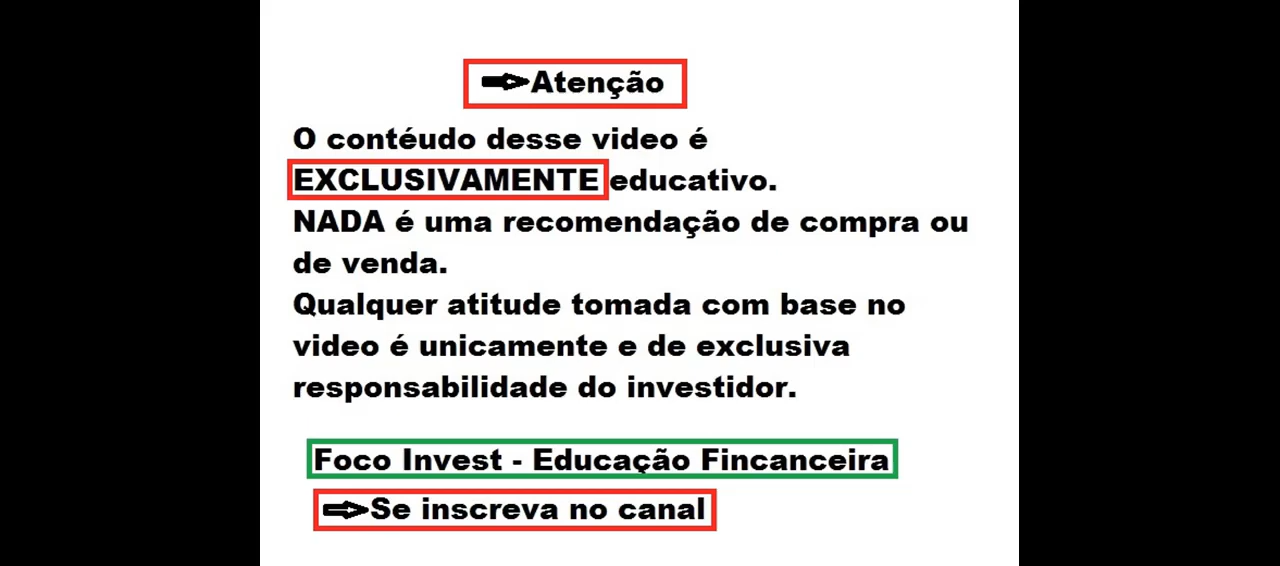 Atenção
O contéudo desse video é
EXCLUSIVAMENTE educativo.
NADA é uma recomendação de compra ou
de venda.
Qualquer atitude tomada com base no
video é unicamente e de exclusiva
responsabilidade do investidor.
Foco Invest - Educação Fincanceira
Se inscreva no canal